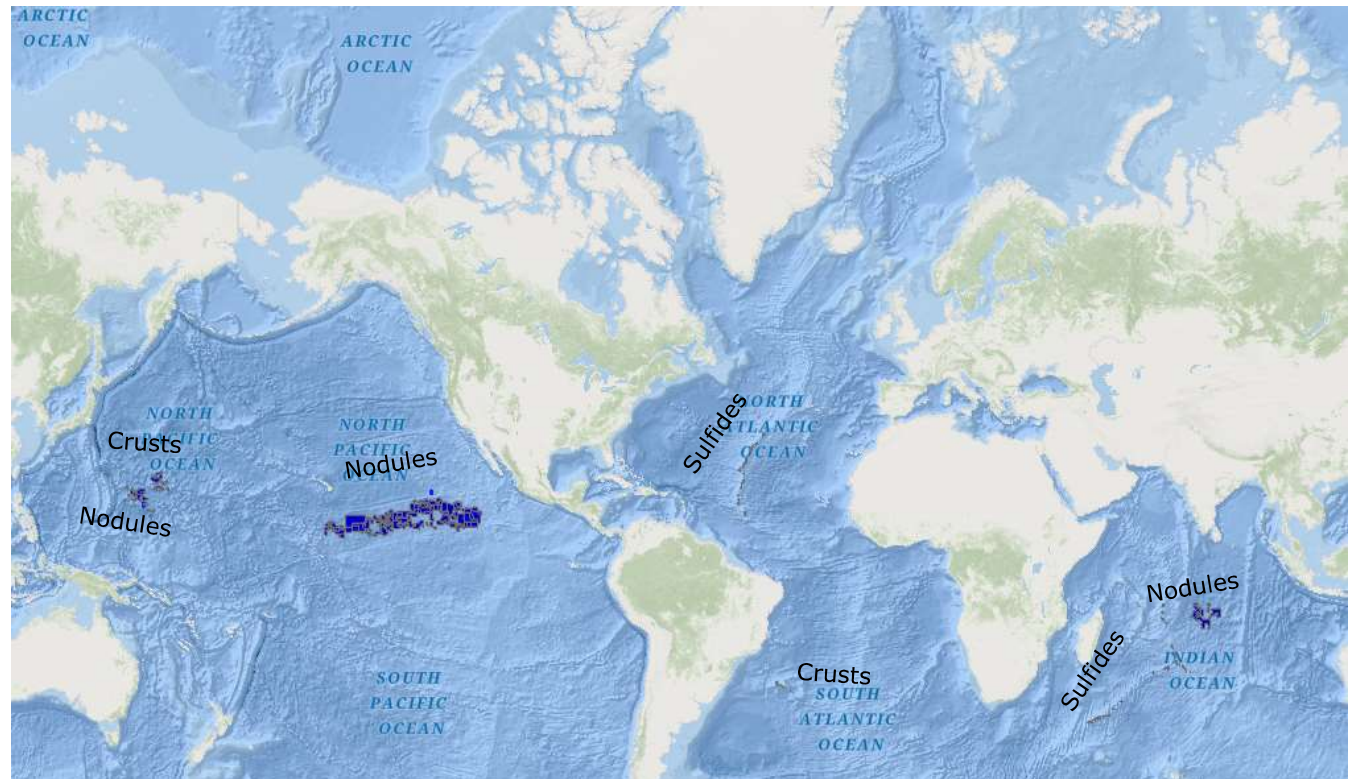 ARCTIC
OCEAN
ARCTIC
OCEAN
NORTH
PACIFIC
OCEAN
Crusts
Nodules
NORTH
PACIFIC
OCEAN
Nodules
Sulfides
NORTH
ATLANTIC
OCEAN
Nodules
Sulfides
INDIAN
OCEAN
Crusts
SOUTH
PACIFIC
OCEAN
SOUTH
ATLANTIC
OCEAN